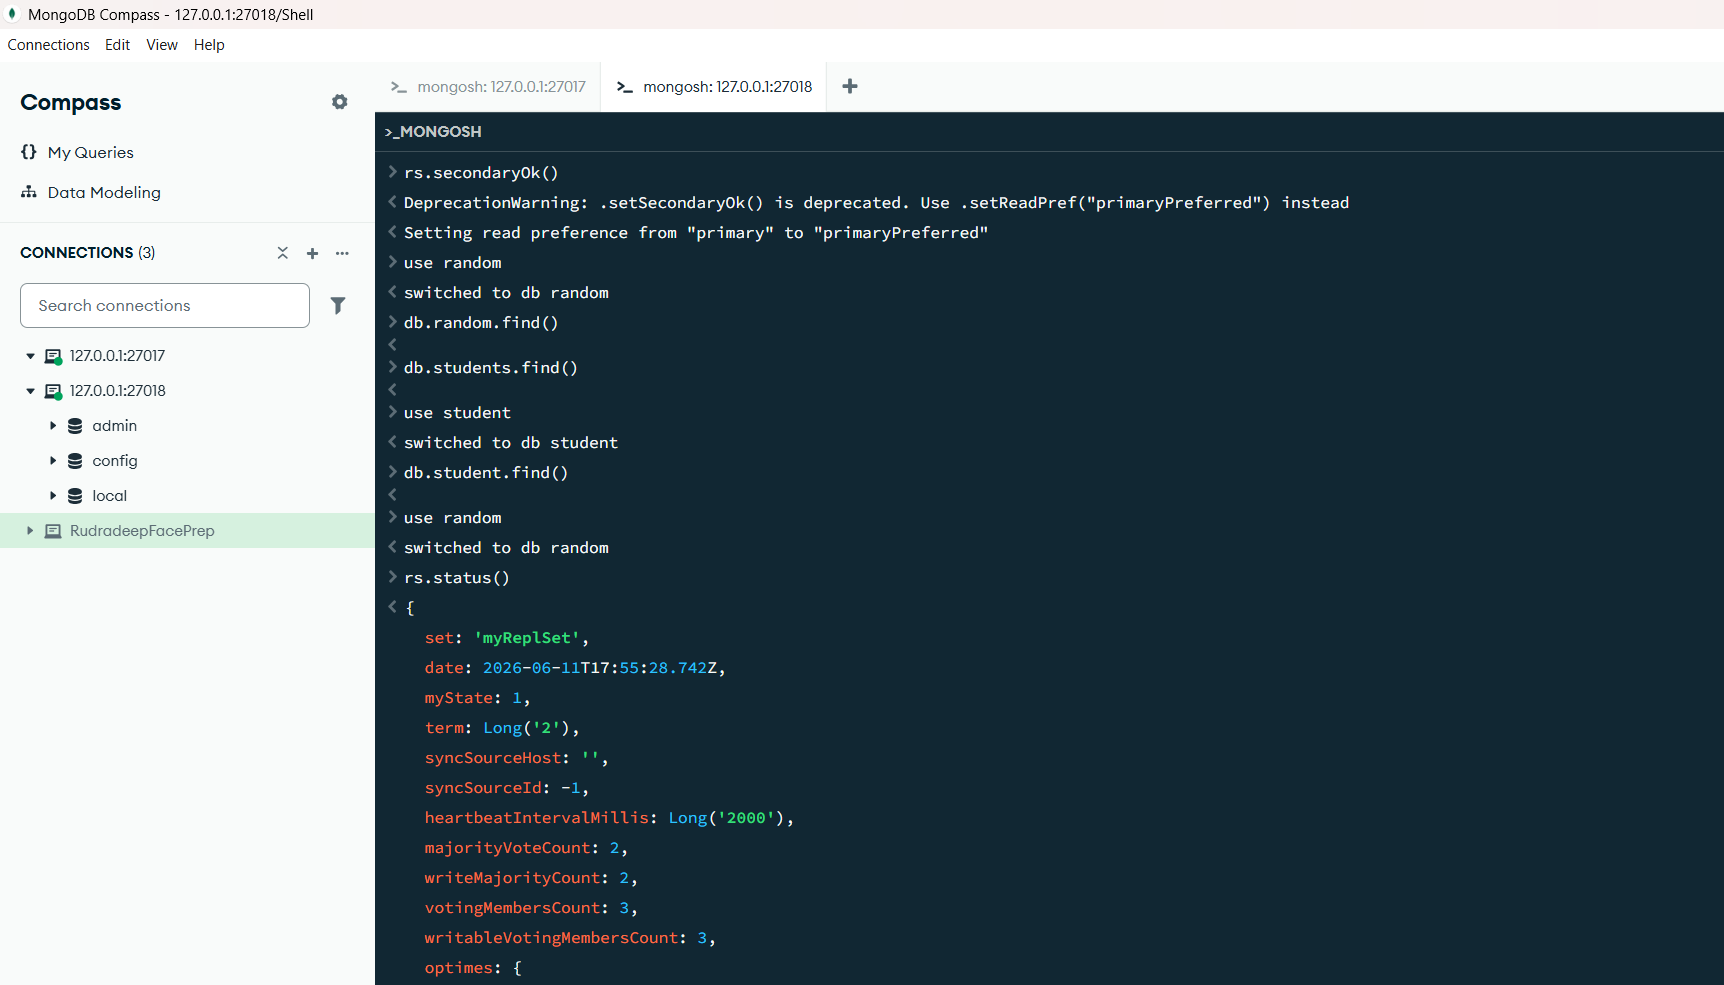 MongoDB Compass - 127.0.0.1:27018/Shell
Connections Edit View Help
Compass
My Queries
Data Modeling
CONNECTIONS (3)
Search connections
127.0.0.1:27017
127.0.0.1:27018
admin
config
local
RudradeepFacePrep
>_ mongosh: 127.0.0.1:27017
>_ mongosh: 127.0.0.1:27018
>_MONGOSH
> rs.secondaryOk()
< DeprecationWarning: .setSecondaryOk() is deprecated. Use .setReadPref("primaryPreferred") instead
< Setting read preference from "primary" to "primaryPreferred"
> use random
< switched to db random
> db.random.find()
<
> db.students.find()
<
> use student
< switched to db student
> db.student.find()
<
> use random
< switched to db random
> rs.status()
< {
set: 'myReplSet',
date: 2026-06-11T17:55:28.742Z,
myState: 1,
term: Long('2'),
syncSourceHost: '',
syncSourceId: -1,
heartbeatIntervalMillis: Long('2000'),
majorityVoteCount: 2,
writeMajorityCount: 2,
votingMembersCount: 3,
writableVotingMembersCount: 3,
optimes: {